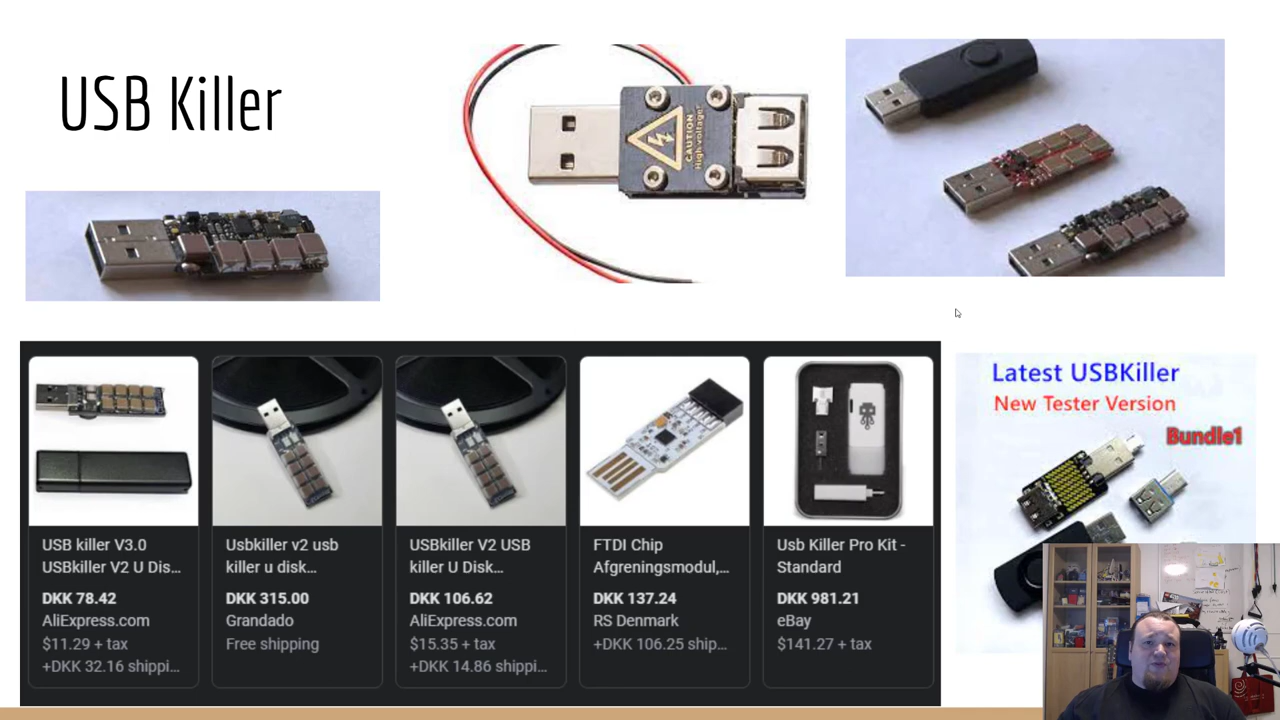 USB Killer
CAUTION
High voltage
Latest USBKiller
New Tester Version
Bundle1
USB killer V3.0
USBkiller V2 U Dis...
DKK 78.42
AliExpress.com
$11.29 + tax
+DKK 32.16 shippi...
Usbkiller v2 usb
killer u disk...
DKK 315.00
Grandado
Free shipping
USBkiller V2 USB
killer U Disk...
DKK 106.62
AliExpress.com
$15.35 + tax
+DKK 14.86 shippi...
FTDI Chip
Afgreningsmodul,...
DKK 137.24
RS Denmark
+DKK 106.25 ship...
Usb Killer Pro Kit -
Standard
DKK 981.21
eBay
$141.27 + tax